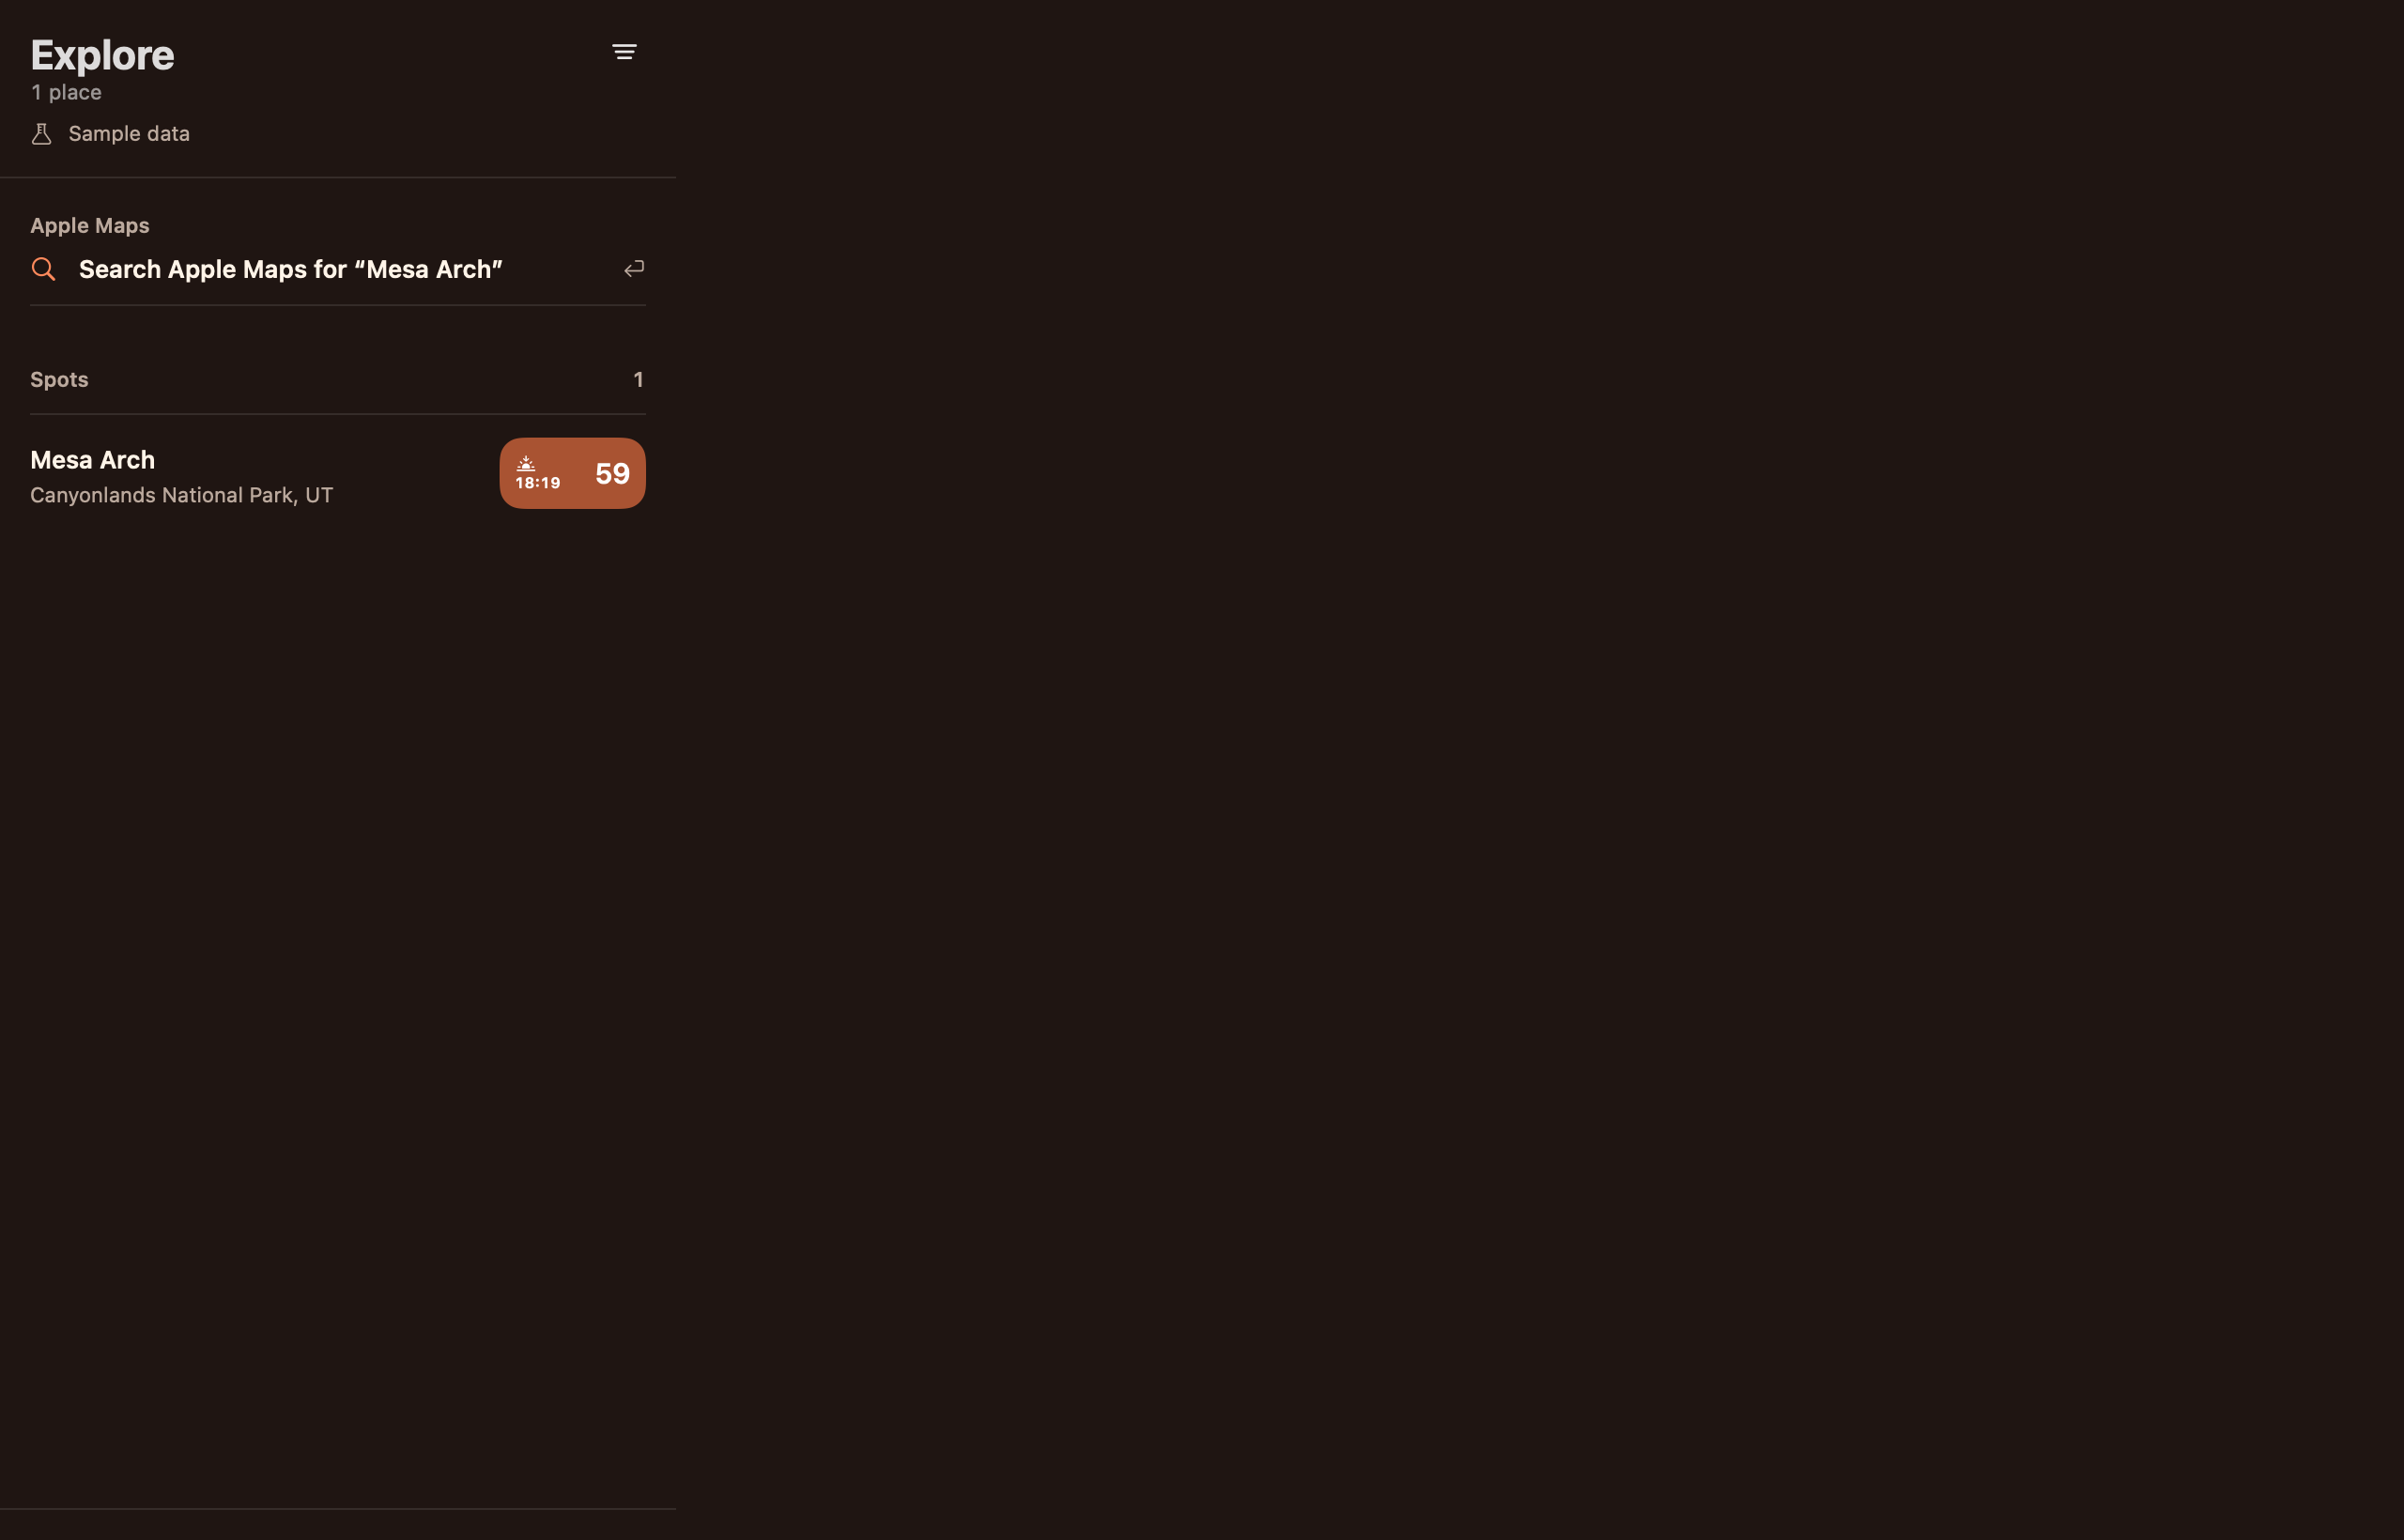 Explore
1 place
Sample data
Apple Maps
Search Apple Maps for “Mesa Arch”
Spots
1
Mesa Arch
Canyonlands National Park, UT
18:19
59